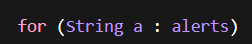 for (String a : alerts)